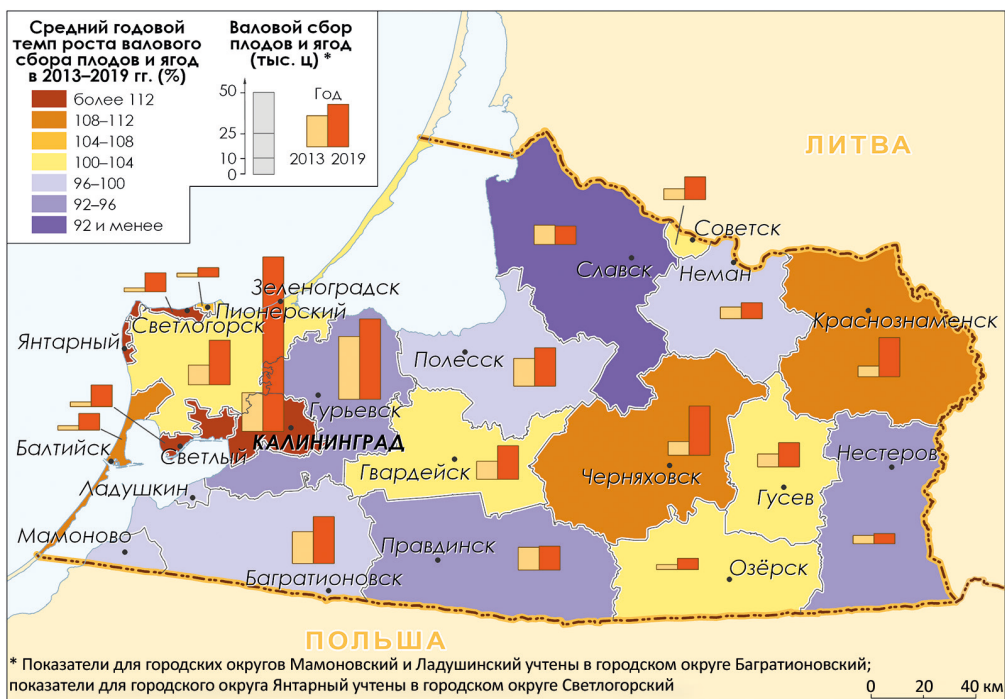 Средний годовой
темп роста валового
сбора плодов и ягод
в 2013–2019 гг. (%)
более 112
108–112
104–108
100–104
96–100
92–96
92 и менее
Валовой сбор
плодов и ягод
(тыс. ц) *
50
25
10
0
Год
2013 2019
ЛИТВА
Советск
Славск
Неман
Зеленоградск
Пионерский
Светлогорск
Краснознаменск
Янтарный
Полесск
Гурьевск
КАЛИНИНГРАД
Балтийск
Светлый
Гвардейск
Черняховск
Нестеров
Ладушкин
Гусев
Мамоново
Правдинск
Багратионовск
Озёрск
ПОЛЬША
* Показатели для городских округов Мамоновский и Ладушинский учтены в городском округе Багратионовский;
показатели для городского округа Янтарный учтены в городском округе Светлогорский
0 20 40 км